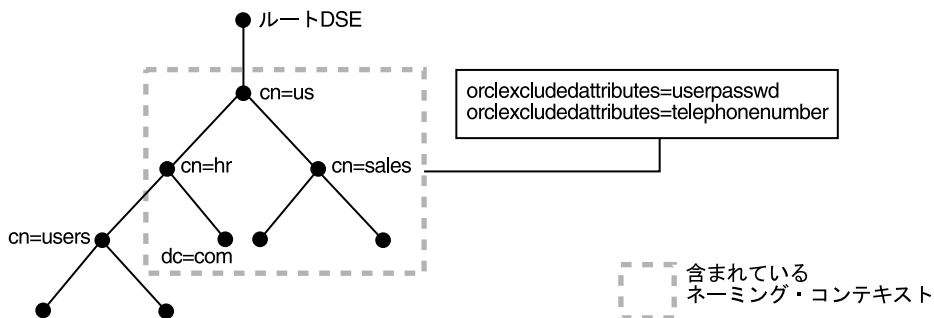 ルートDSE
cn=us
orclexcludedattributes=userpasswd
orclexcludedattributes=telephonenumber
cn=hr
cn=sales
cn=users
dc=com
含まれている
ネーミング・コンテキスト